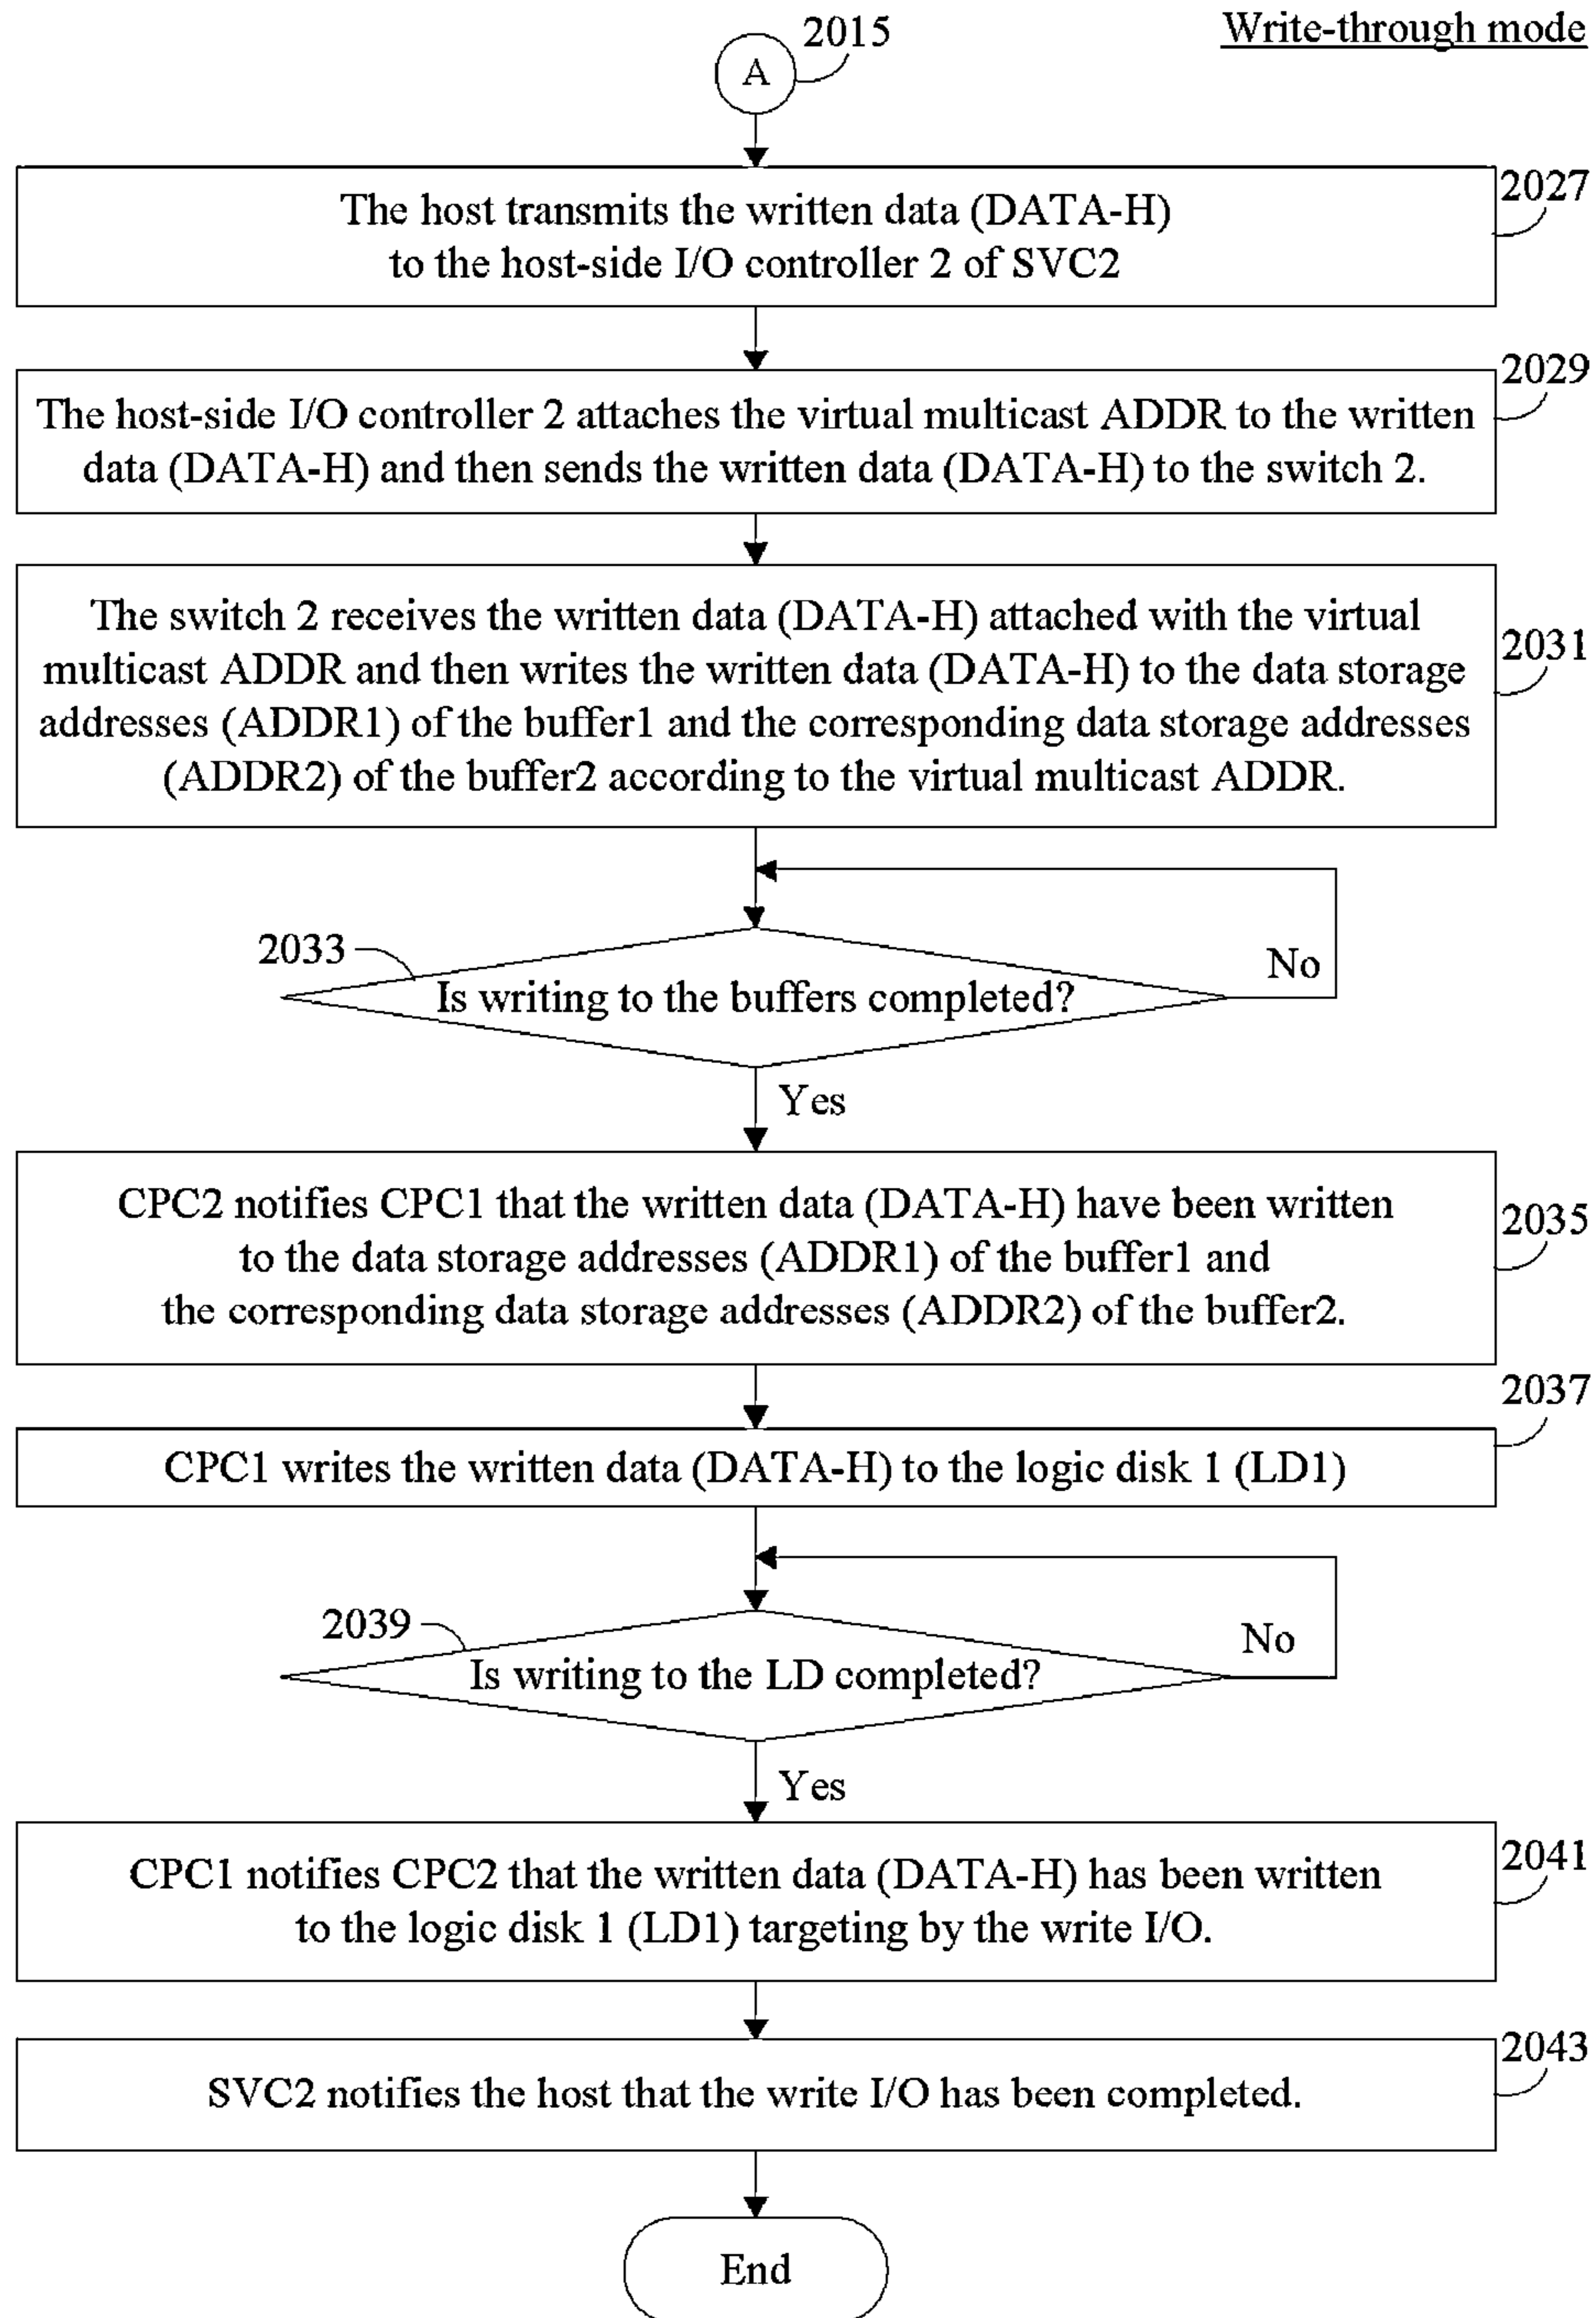 Write-through mode
2015
A
2027
The host transmits the written data (DATA-H)
to the host-side I/O controller 2 of SVC2
2029
The host-side I/O controller 2 attaches the virtual multicast ADDR to the written
data (DATA-H) and then sends the written data (DATA-H) to the switch 2.
2031
The switch 2 receives the written data (DATA-H) attached with the virtual
multicast ADDR and then writes the written data (DATA-H) to the data storage
addresses (ADDR1) of the buffer1 and the corresponding data storage addresses
(ADDR2) of the buffer2 according to the virtual multicast ADDR.
2033
No
Is writing to the buffers completed?
Yes
CPC2 notifies CPC1 that the written data (DATA-H) have been written
2035
to the data storage addresses (ADDR1) of the buffer1 and
the corresponding data storage addresses (ADDR2) of the buffer2.
2037
CPC1 writes the written data (DATA-H) to the logic disk 1 (LD1)
2039
No
Is writing to the LD completed?
Yes
2041
CPC1 notifies CPC2 that the written data (DATA-H) has been written
to the logic disk 1 (LD1) targeting by the write I/O.
2043
SVC2 notifies the host that the write I/O has been completed.
End